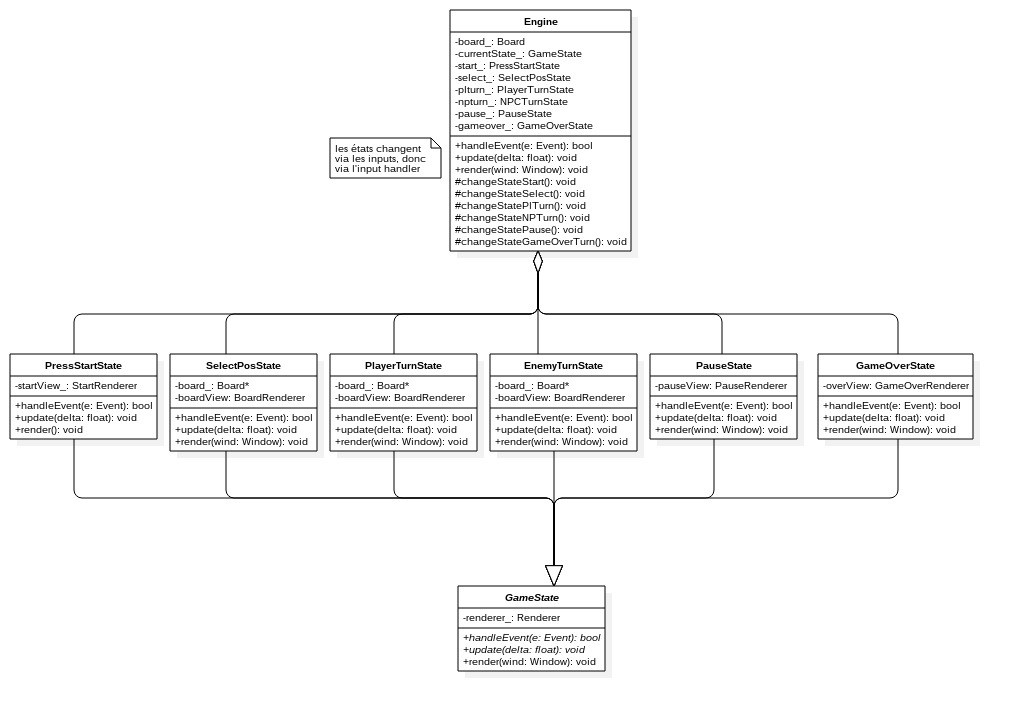 Engine
-board_: Board
-currentState_: GameState
-start_: PressStartState
-select_: SelectPosState
-plturn_: PlayerTurnState
-npturn_: NPCTurnState
-pause_: PauseState
-gameover_: GameOverState
+handleEvent(e: Event): bool
+update(delta: float): void
+render(wind: Window): void
#changeStateStart(): void
#changeStateSelect(): void
#changeStatePlTurn(): void
#changeStateNPTurn(): void
#changeStatePause(): void
#changeStateGameOverTurn(): void
les états changent
via les inputs, donc
via l'input handler
PressStartState
-startView_: StartRenderer
+handleEvent(e: Event): bool
+update(delta: float): void
+render(): void
SelectPosState
-board_: Board*
-boardView: BoardRenderer
+handleEvent(e: Event): bool
+update(delta: float): void
+render(wind: Window): void
PlayerTurnState
-board_: Board*
-boardView: BoardRenderer
+handleEvent(e: Event): bool
+update(delta: float): void
+render(wind: Window): void
EnemyTurnState
-board_: Board*
-boardView: BoardRenderer
+handleEvent(e: Event): bool
+update(delta: float): void
+render(wind: Window): void
PauseState
-pauseView: PauseRenderer
+handleEvent(e: Event): bool
+update(delta: float): void
+render(wind: Window): void
GameOverState
-overView: GameOverRenderer
+handleEvent(e: Event): bool
+update(delta: float): void
+render(wind: Window): void
GameState
-renderer_: Renderer
+handleEvent(e: Event): bool
+update(delta: float): void
+render(wind: Window): void